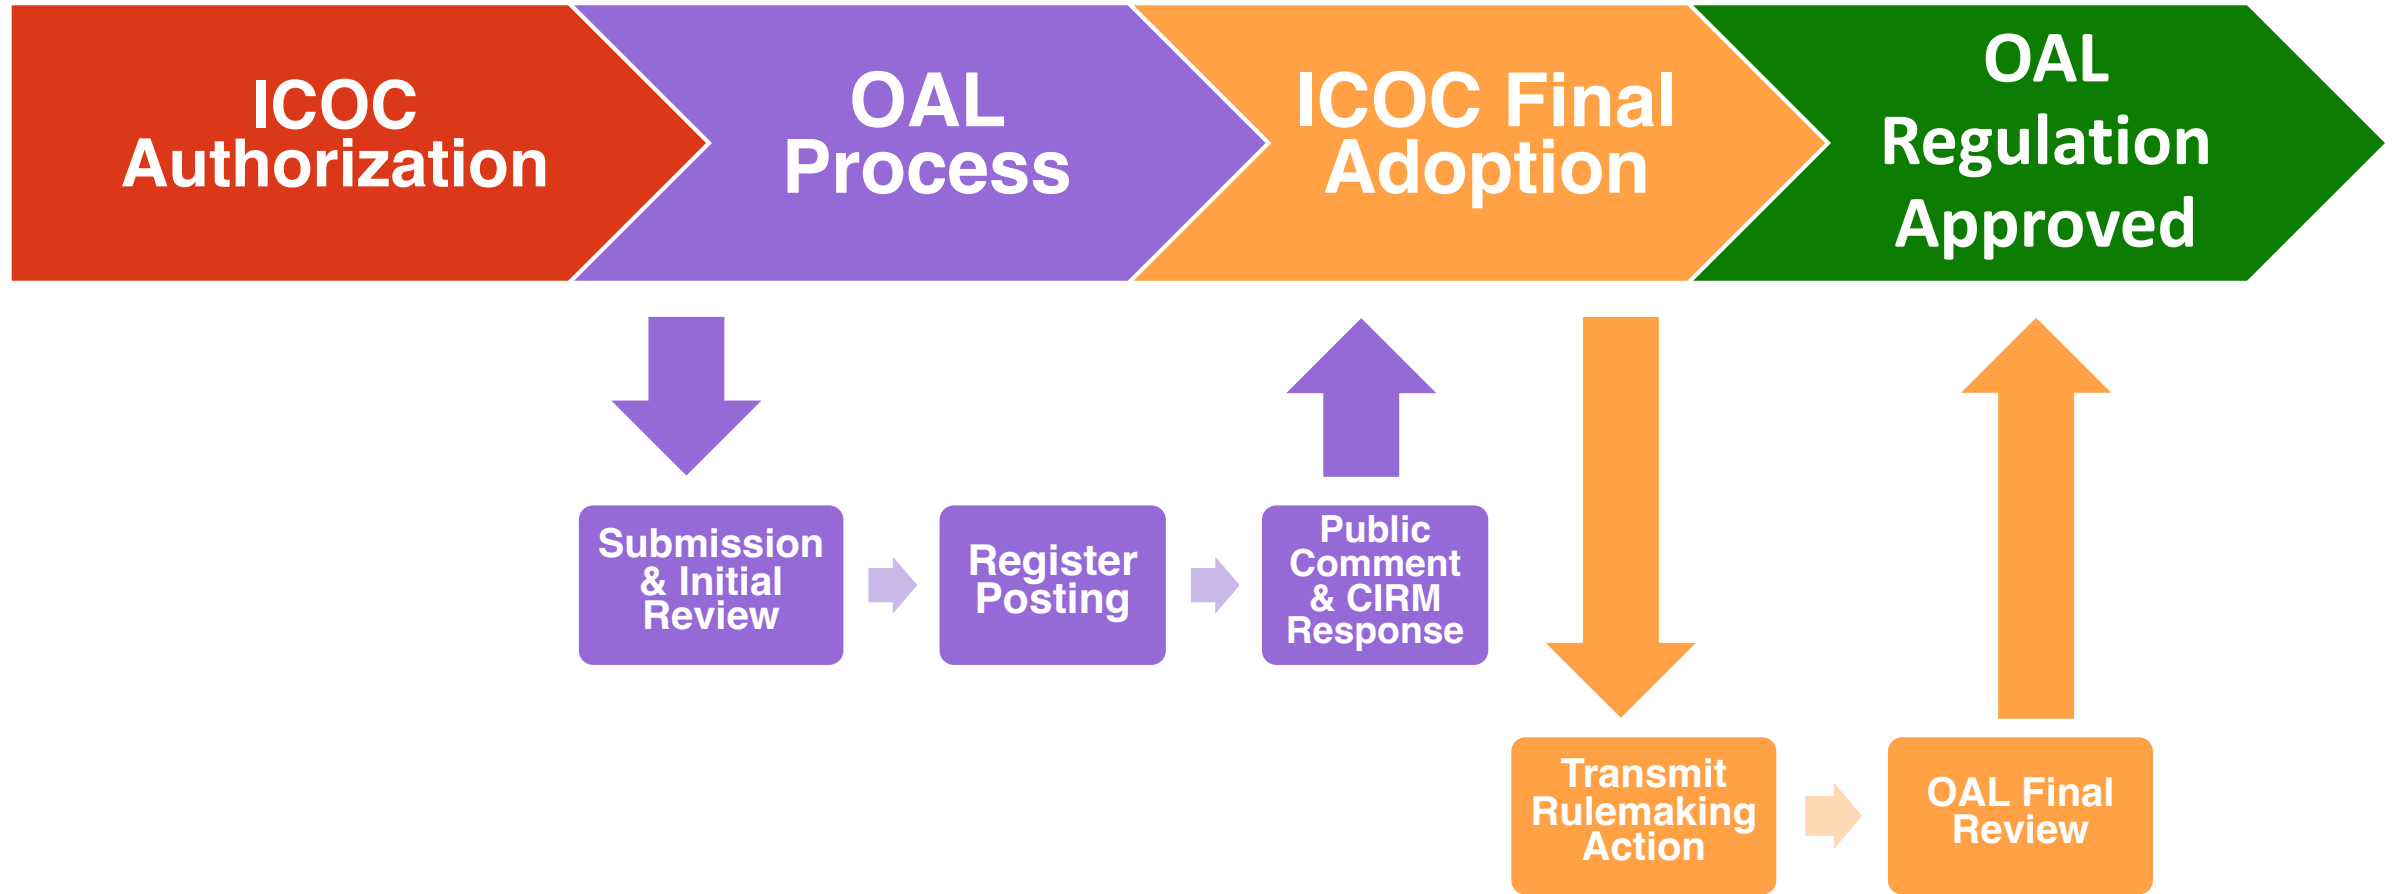 ICOC
Authorization
OAL
Process
ICOC Final
Adoption
OAL
Regulation
Approved
Submission
& Initial
Review
Register
Posting
Public
Comment
& CIRM
Response
Transmit
Rulemaking
Action
OAL Final
Review